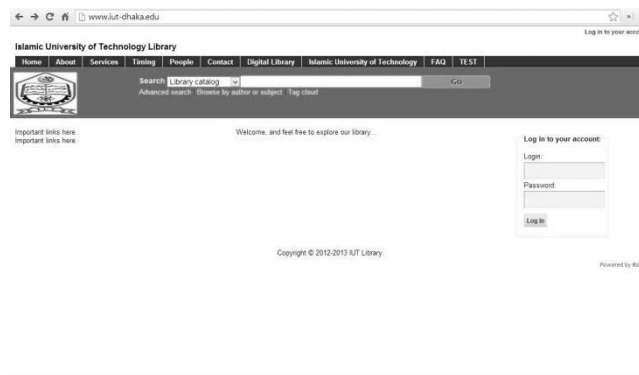 www.iut-dhaka.edu
Log in to your acco
Islamic University of Technology Library
Home About Services Timing People Contact Digital Library Islamic University of Technology FAQ TEST
Search Library catalog Go
Advanced search Browse by author or subject Tag cloud
Important links here.
Important links here.
Welcome, and feel free to explore our library...
Log in to your account:
Login:
Password:
Log In
Copyright © 2012-2013 IUT Library.
Powered by Ko